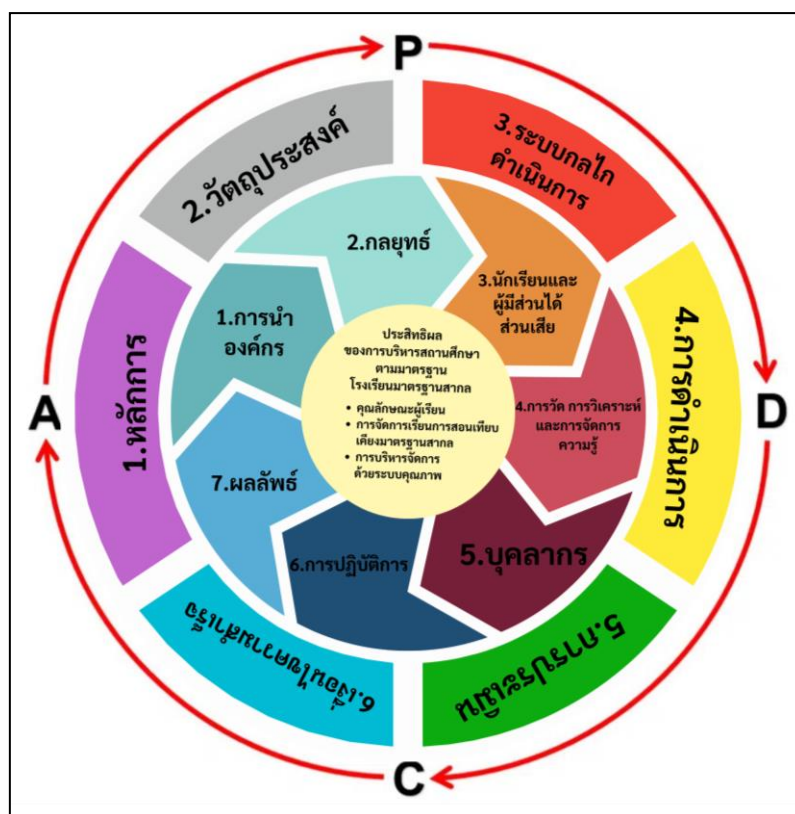 P
D
C
A
1.หลักการ
2.วัตถุประสงค์
3.ระบบกลไก
ดำเนินการ
4.การดำเนินการ
5.การประเมิน
6.เงื่อนไขความสำเร็จ
1.การนำ
องค์กร
2.กลยุทธ์
3.นักเรียนและ
ผู้มีส่วนได้
ส่วนเสีย
4.การวัด การวิเคราะห์
และการจัดการ
ความรู้
5.บุคลากร
6.การปฏิบัติการ
7.ผลลัพธ์
ประสิทธิผล
ของการบริหารสถานศึกษา
ตามมาตรฐาน
โรงเรียนมาตรฐานสากล
• คุณลักษณะผู้เรียน
• การจัดการเรียนการสอนเทียบ
เคียงมาตรฐานสากล
• การบริหารจัดการ
ด้วยระบบคุณภาพ